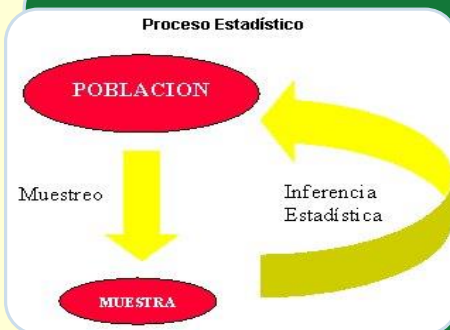 Proceso Estadístico
POBLACION
Muestreo
Inferencia
Estadística
MUESTRA